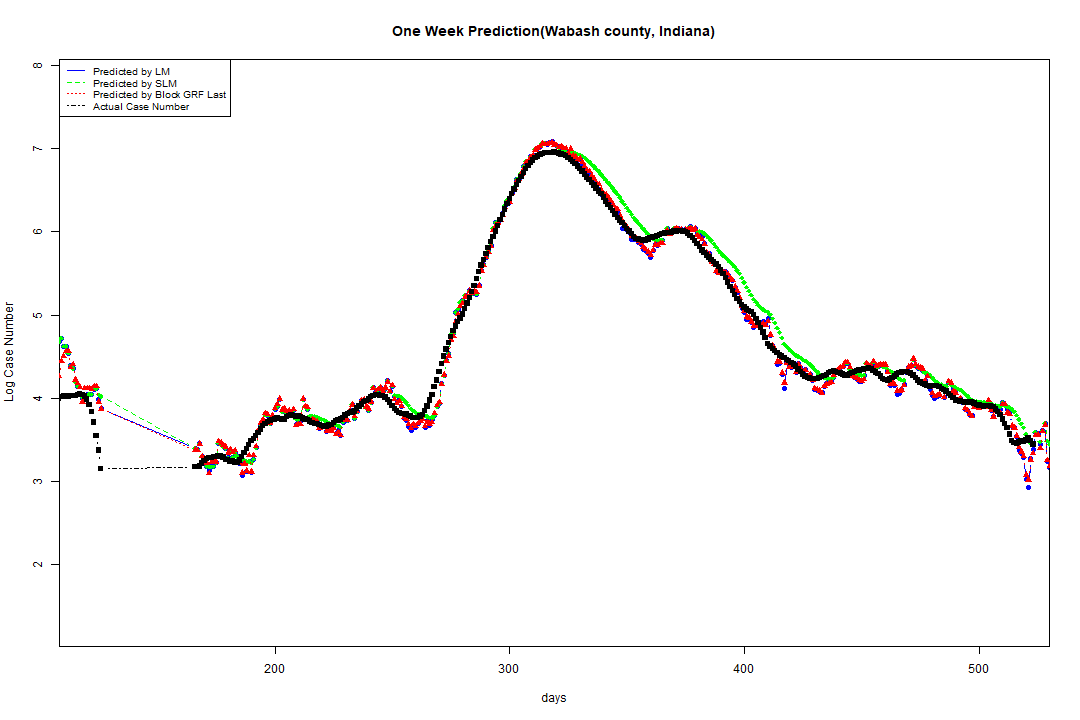 One Week Prediction(Wabash county, Indiana)
Predicted by LM
Predicted by SLM
Predicted by Block GRF Last
Actual Case Number
8
7
6
5
4
3
2
Log Case Number
200 300 400 500
days